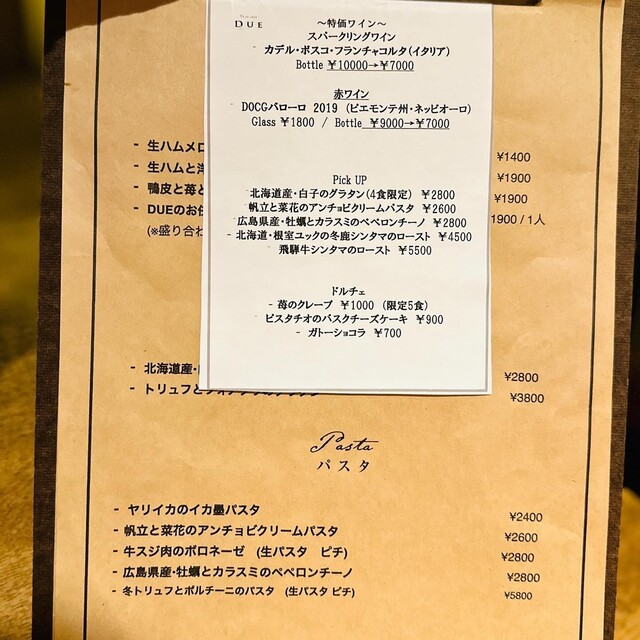 DUE
～特価ワイン～
スパークリングワイン
カデル・ボスコ・フランチャコルタ(イタリア)
Bottle ￥10000→￥7000
赤ワイン
DOCGバローロ 2019 (ピエモンテ州・ネッビオーロ)
Glass ￥1800 / Bottle ￥9000→￥7000
Pick UP
- 北海道産・白子のグラタン(4食限定) ￥2800
- 帆立と菜花のアンチョビクリームパスタ ￥2600
- 広島県産・牡蠣とカラスミのペペロンチーノ ￥2800
- 北海道・根室ユックの冬鹿シンタマのロースト ￥4500
- 飛騨牛シンタマのロースト ￥5500
ドルチェ
- 苺のクレープ ￥1000 (限定5食)
- ピスタチオのバスクチーズケーキ ￥900
- ガトーショコラ ￥700
- 生ハムメロ ¥1400
- 生ハムと ¥1900
- 鴨皮と苺と ¥1900
- DUEのお 1900 / 1人
(※盛り合わ
- 北海道産・ ¥2800
- トリュフと ¥3800
Pasta
パスタ
- ヤリイカのイカ墨パスタ ¥2400
- 帆立と菜花のアンチョビクリームパスタ ¥2600
- 牛スジ肉のボロネーゼ (生パスタ ピチ) ¥2800
- 広島県産・牡蠣とカラスミのペペロンチーノ ¥2800
- 冬トリュフとポルチーニのパスタ (生パスタ ピチ) ¥5800